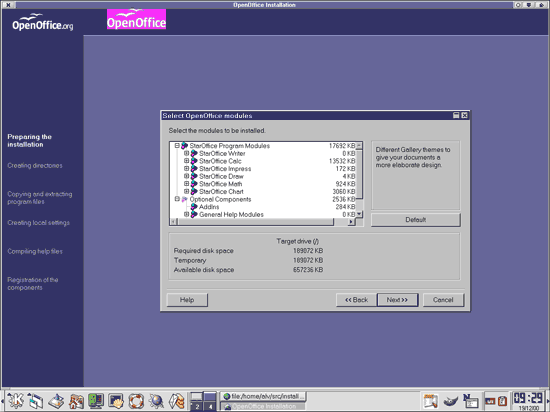 OpenOffice Installation
OpenOffice.org
OpenOffice
Preparing the
installation
Creating directories
Copying and extracting
program files
Creating local settings
Compiling help files
Registration of the
components
Select OpenOffice modules
Select the modules to be installed.
StarOffice Program Modules 17692 KB
StarOffice Writer 0 KB
StarOffice Calc 13532 KB
StarOffice Impress 172 KB
StarOffice Draw 4 KB
StarOffice Math 924 KB
StarOffice Chart 3060 KB
Optional Components 2536 KB
AddIns 284 KB
General Help Modules 0 KB
Different Gallery themes to
give your documents a
more elaborate design.
Default
Target drive (/)
Required disk space 189072 KB
Temporary 189072 KB
Available disk space 657236 KB
Help
<< Back
Next >>
Cancel
2 4
file:/home/elv/src/install...
OpenOffice Installation
09:29
19/12/00